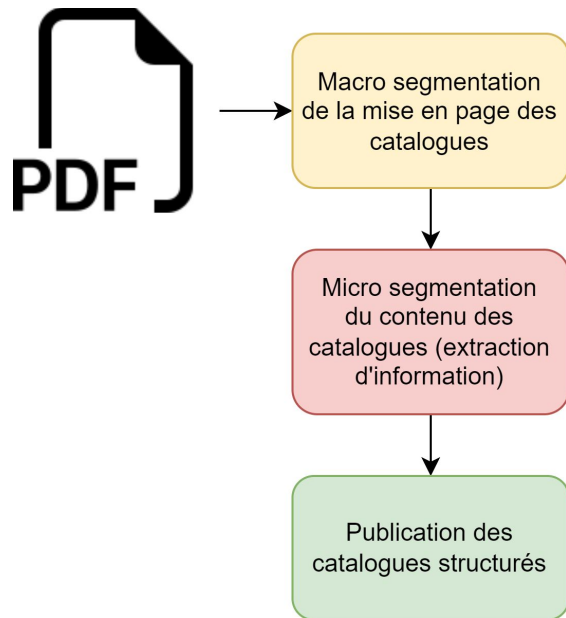 PDF
Macro segmentation
de la mise en page des
catalogues
Micro segmentation
du contenu des
catalogues (extraction
d'information)
Publication des
catalogues structurés